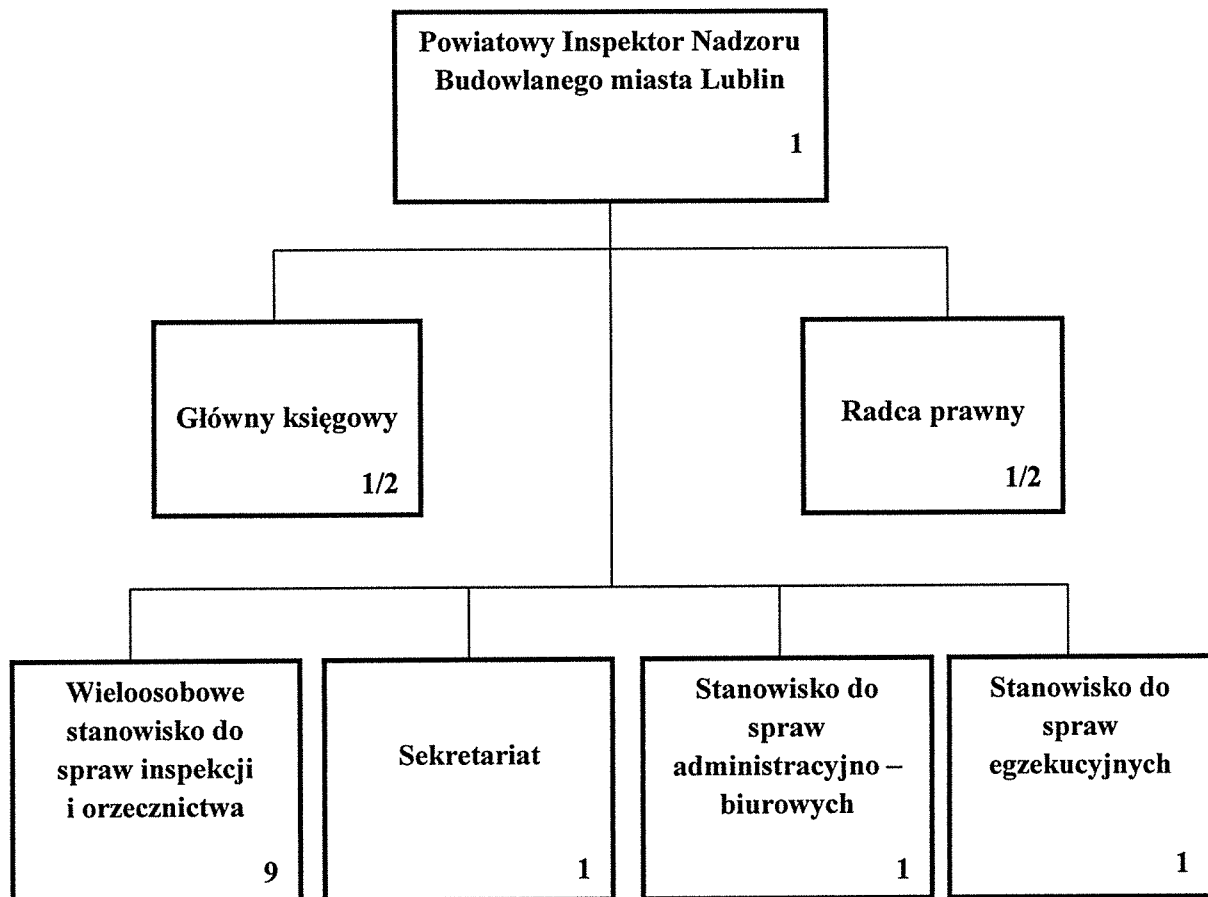 Powiatowy Inspektor Nadzoru
Budowlanego miasta Lublin
1
Główny księgowy
1/2
Radca prawny
1/2
Wieloosobowe
stanowisko do
spraw inspekcji
i orzecznictwa
9
Sekretariat
1
Stanowisko do
spraw
administracyjno –
biurowych
1
Stanowisko do
spraw
egzekucyjnych
1